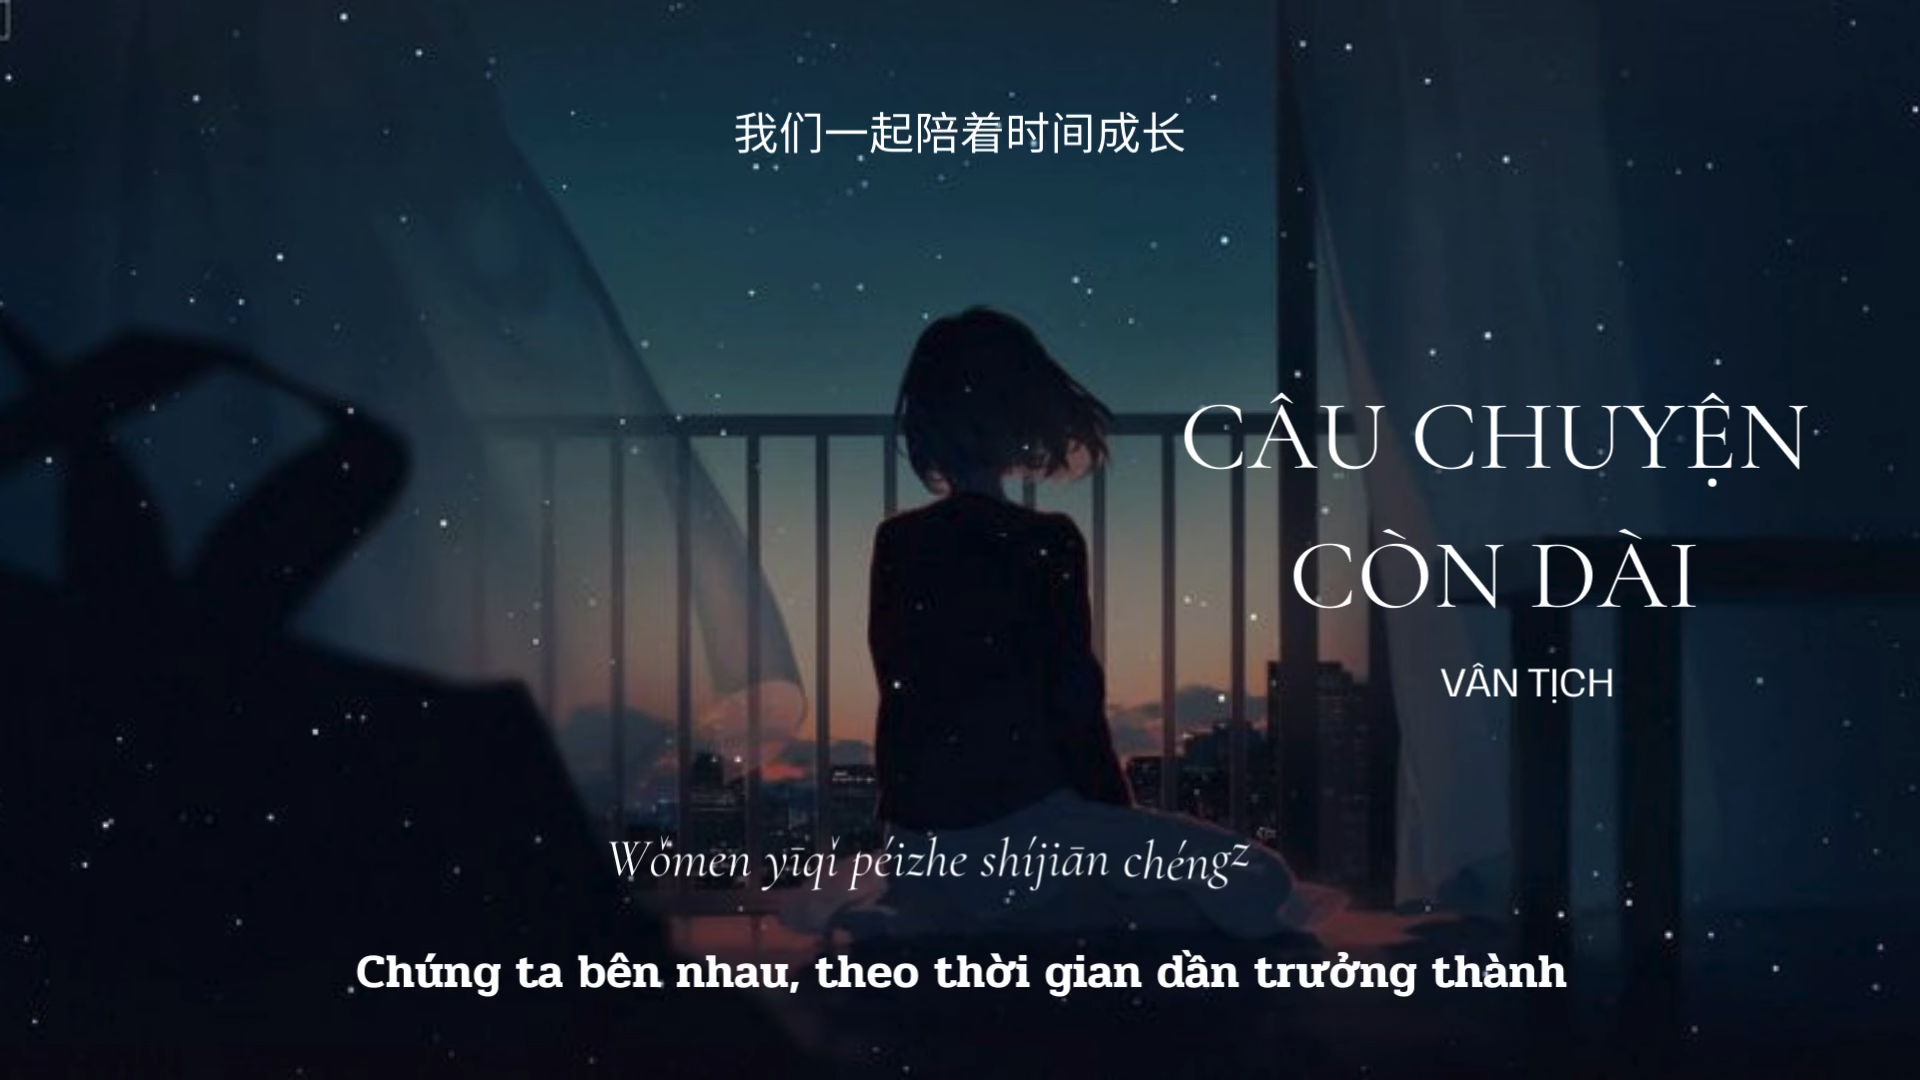 我们一起陪着时间成长
CÂU CHUYỆN
CÒN DÀI
VÂN TỊCH
Wǒmen yīqǐ péizhe shíjiān chéngz
Chúng ta bên nhau, theo thời gian dần trưởng thành